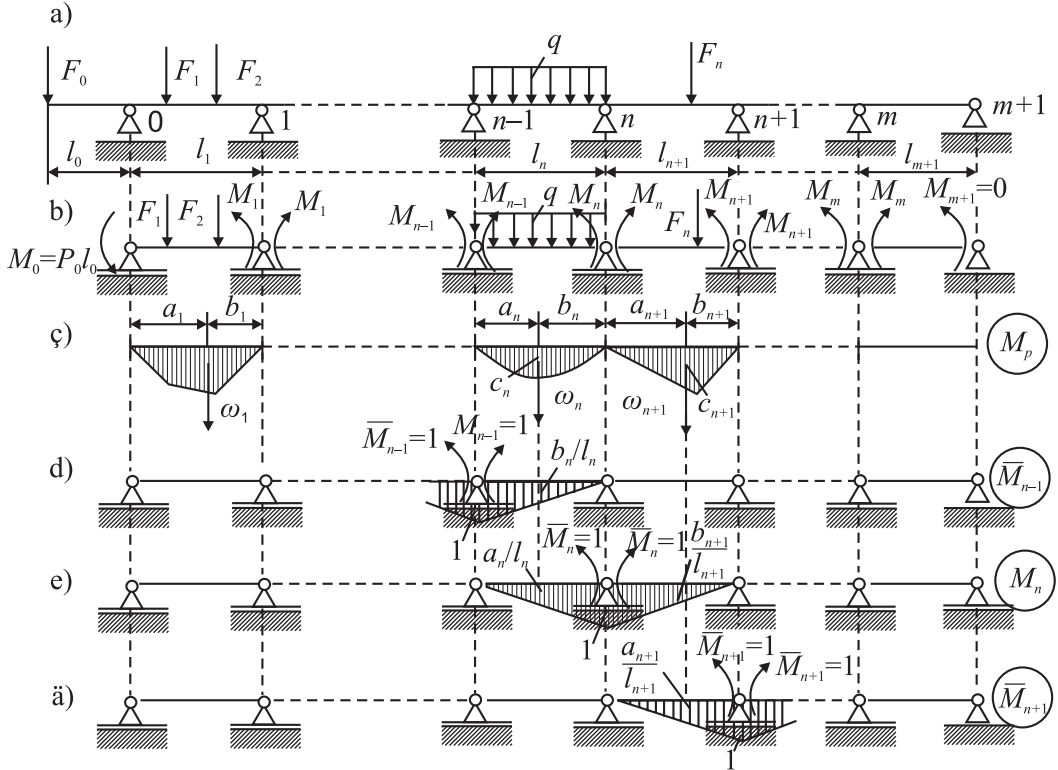 a)
F₀ F₁ F₂ q Fₙ
0 1 n–1 n n+1 m m+1
l₀ l₁ lₙ lₙ₊₁ lₘ₊₁
b)
M₀=P₀l₀ F₁ F₂ M₁ M₁ Mₙ₋₁ Mₙ₋₁ q Mₙ Mₙ Fₙ Mₙ₊₁ Mₙ₊₁ Mₘ Mₘ Mₘ₊₁=0
a₁ b₁ aₙ bₙ aₙ₊₁ bₙ₊₁
ç)
ω₁ cₙ ωₙ ωₙ₊₁ cₙ₊₁ Mₚ
d)
M̅ₙ₋₁=1 Mₙ₋₁=1 bₙ/lₙ M̅ₙ₋₁
1
e)
aₙ/lₙ M̅ₙ=1 M̅ₙ=1 bₙ₊₁/lₙ₊₁ Mₙ
1
ä)
aₙ₊₁/lₙ₊₁ M̅ₙ₊₁=1 M̅ₙ₊₁=1 M̅ₙ₊₁
1